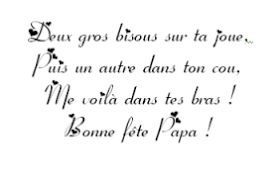 Deux gros bisous sur ta joue,
Puis un autre dans ton cou,
Me voilà dans tes bras !
Bonne fête Papa !